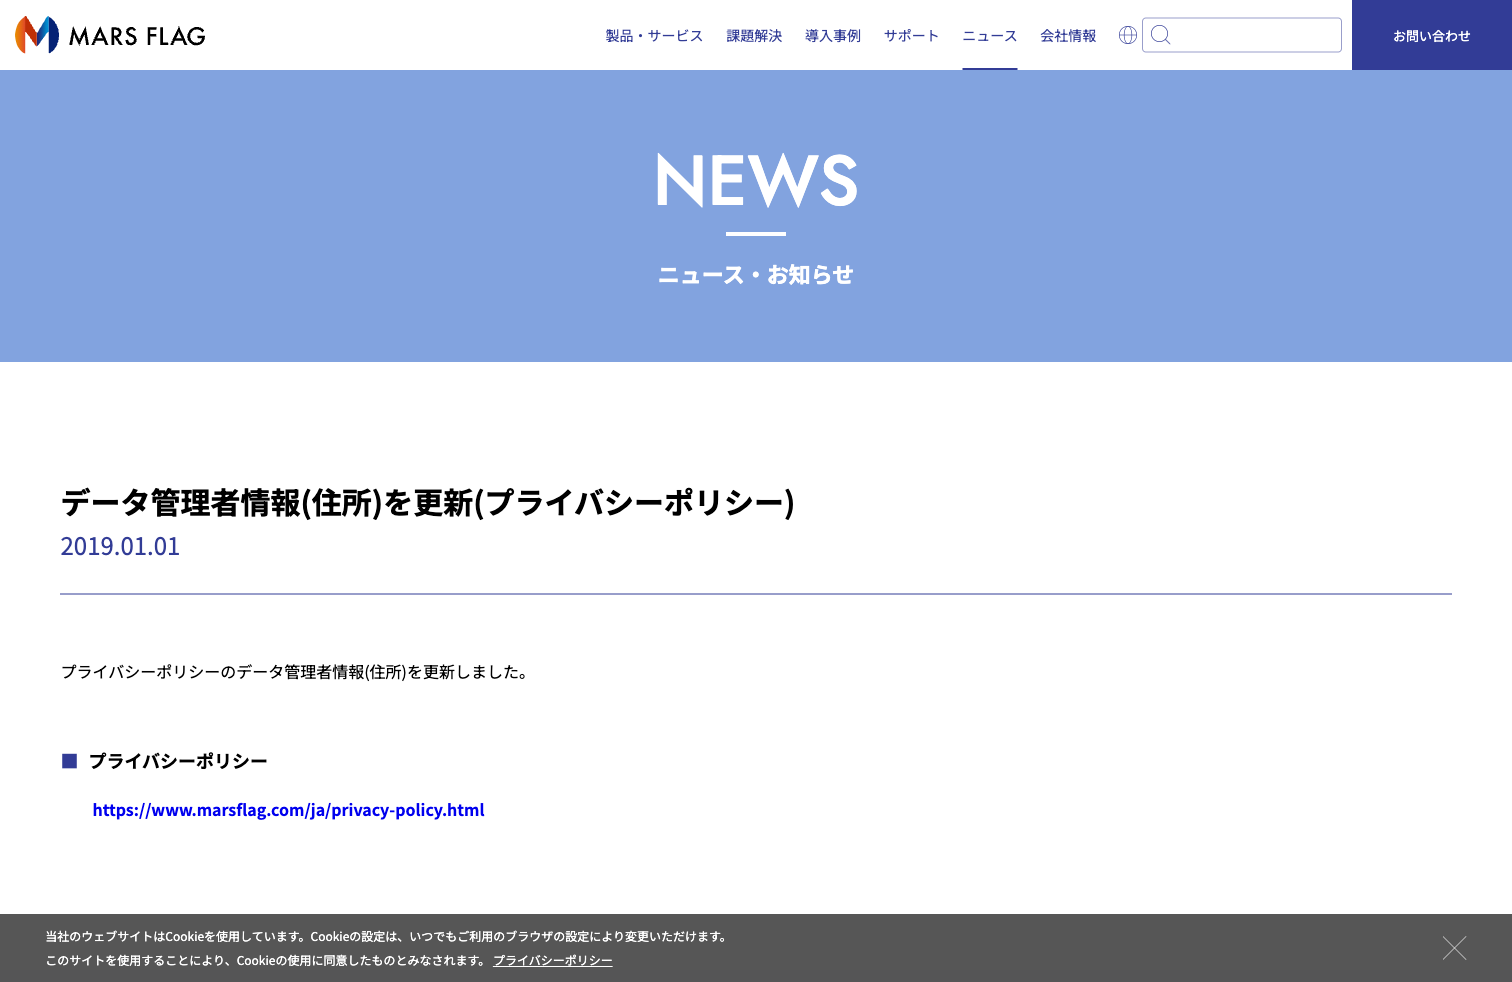 MARS FLAG
製品・サービス 課題解決 導入事例 サポート ニュース 会社情報 お問い合わせ
NEWS
ニュース・お知らせ
データ管理者情報(住所)を更新(プライバシーポリシー)
2019.01.01
プライバシーポリシーのデータ管理者情報(住所)を更新しました。
■ プライバシーポリシー
https://www.marsflag.com/ja/privacy-policy.html
当社のウェブサイトはCookieを使用しています。Cookieの設定は、いつでもご利用のブラウザの設定により変更いただけます。
このサイトを使用することにより、Cookieの使用に同意したものとみなされます。 プライバシーポリシー